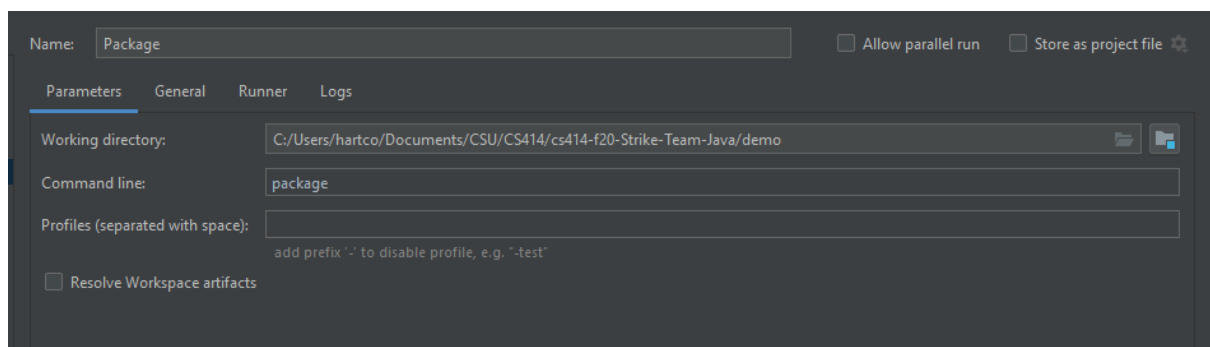 Name: Package Allow parallel run Store as project file
Parameters General Runner Logs
Working directory: C:/Users/hartco/Documents/CSU/CS414/cs414-f20-Strike-Team-Java/demo
Command line: package
Profiles (separated with space):
add prefix '-' to disable profile, e.g. "-test"
Resolve Workspace artifacts